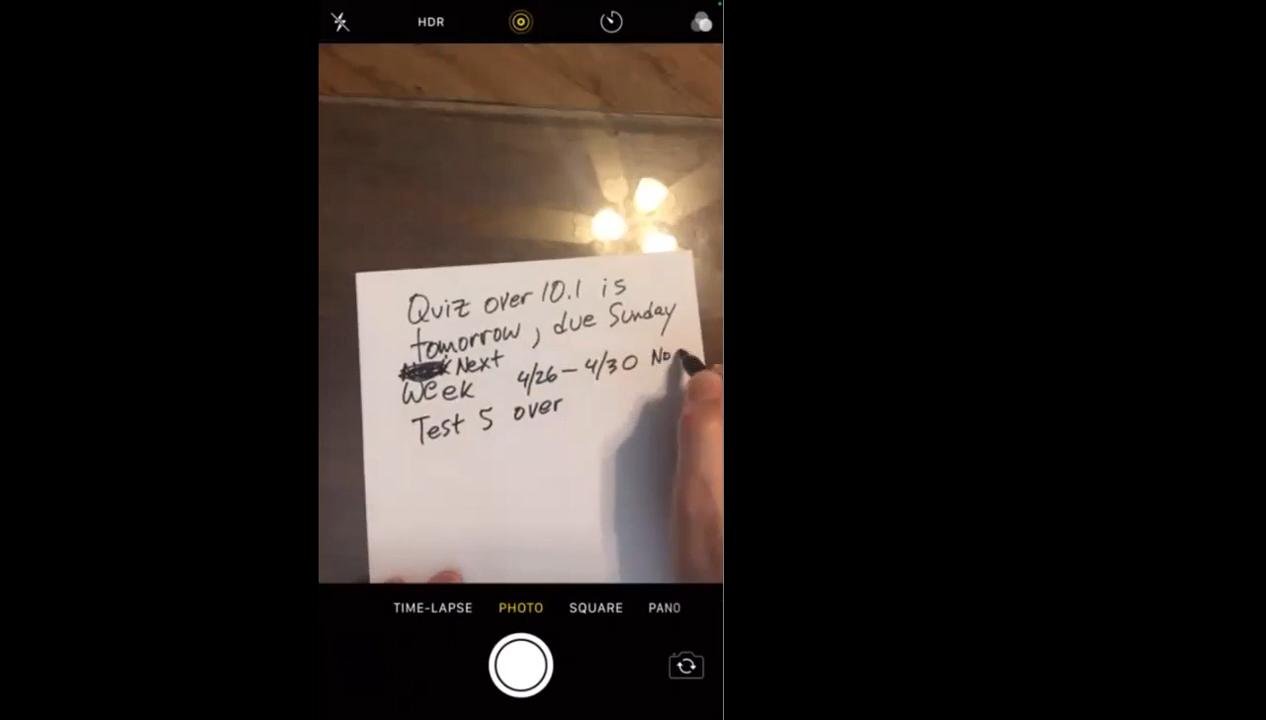 HDR
Quiz over 10.1 is
tomorrow, due Sunday
Next
Week 4/26 – 4/30 No
Test 5 over
TIME-LAPSE PHOTO SQUARE PANO